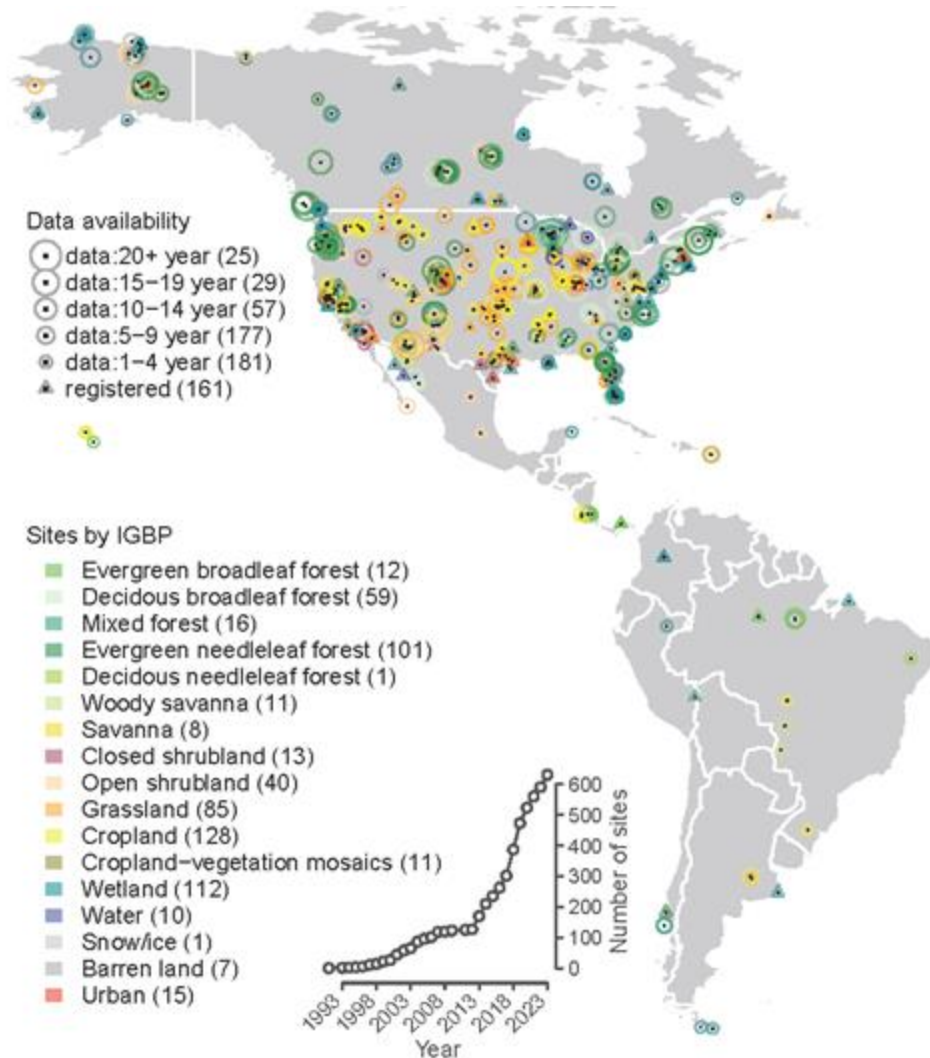 Data availability
data:20+ year (25)
data:15−19 year (29)
data:10−14 year (57)
data:5−9 year (177)
data:1−4 year (181)
registered (161)
Sites by IGBP
Evergreen broadleaf forest (12)
Decidous broadleaf forest (59)
Mixed forest (16)
Evergreen needleleaf forest (101)
Decidous needleleaf forest (1)
Woody savanna (11)
Savanna (8)
Closed shrubland (13)
Open shrubland (40)
Grassland (85)
Cropland (128)
Cropland−vegetation mosaics (11)
Wetland (112)
Water (10)
Snow/ice (1)
Barren land (7)
Urban (15)
600
500
400
300
200
100
0
Number of sites
1993
1998
2003
2008
2013
2018
2023
Year